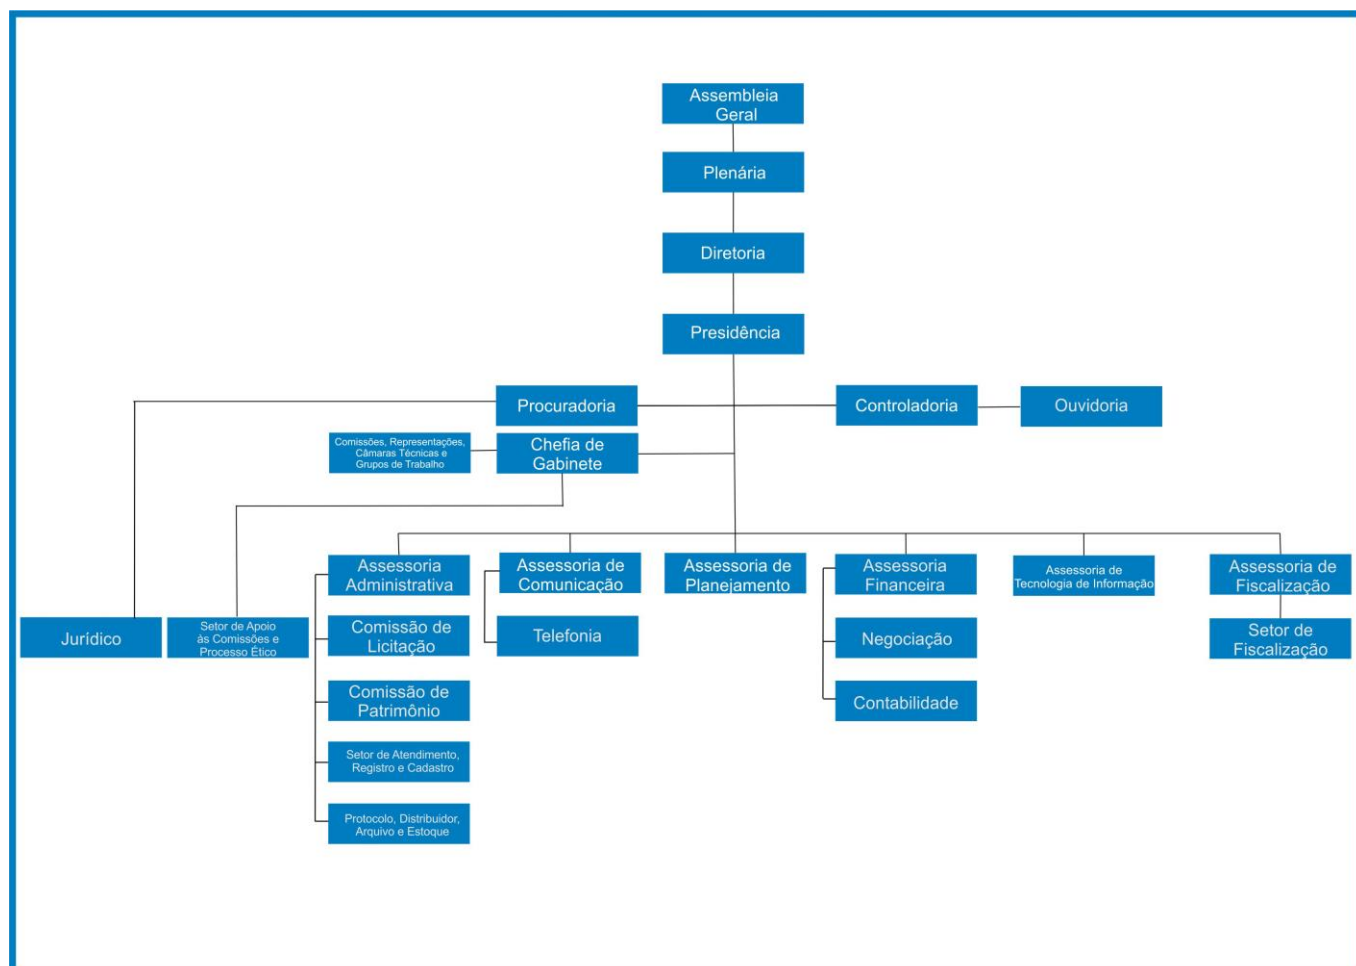 Assembleia
Geral
Plenária
Diretoria
Presidência
Procuradoria
Controladoria
Ouvidoria
Comissões, Representações,
Câmaras Técnicas e
Grupos de Trabalho
Chefia de
Gabinete
Assessoria
Administrativa
Assessoria de
Comunicação
Assessoria de
Planejamento
Assessoria
Financeira
Assessoria de
Tecnologia de Informação
Assessoria de
Fiscalização
Jurídico
Setor de Apoio
às Comissões e
Processo Ético
Comissão de
Licitação
Telefonia
Negociação
Setor de
Fiscalização
Comissão de
Patrimônio
Contabilidade
Setor de Atendimento,
Registro e Cadastro
Protocolo, Distribuidor,
Arquivo e Estoque